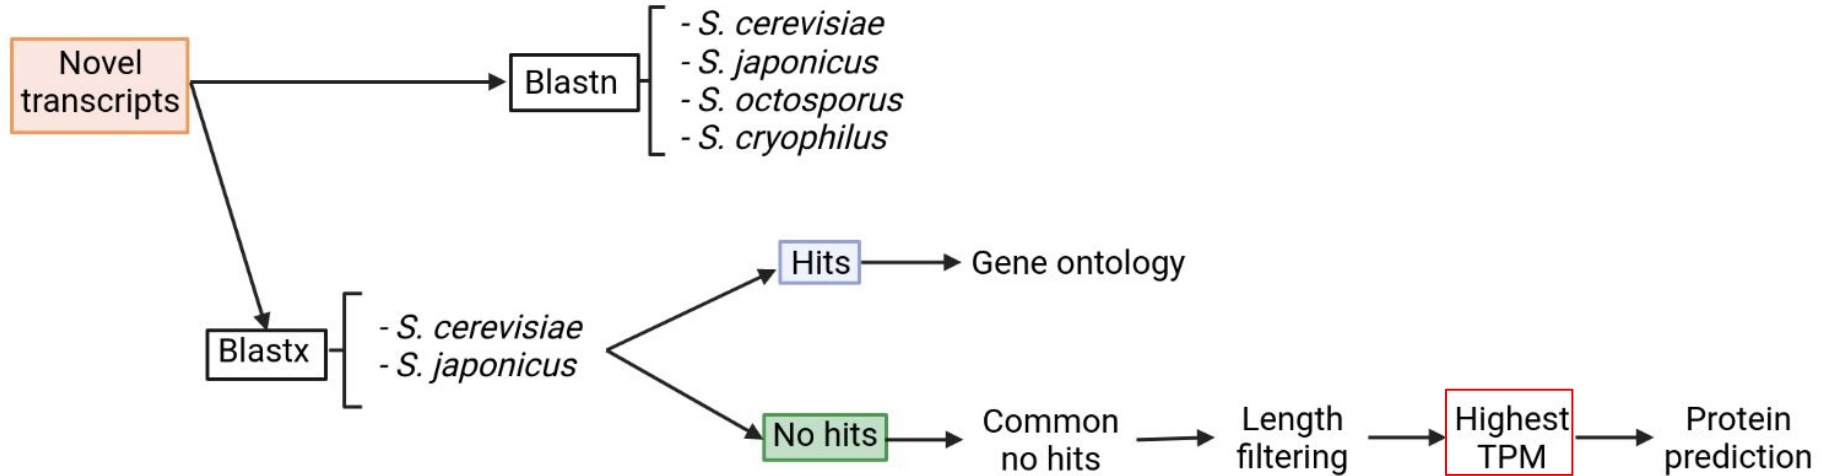 Novel
transcripts
Blastn
- S. cerevisiae
- S. japonicus
- S. octosporus
- S. cryophilus
Blastx
- S. cerevisiae
- S. japonicus
Hits
Gene ontology
No hits
Common
no hits
Length
filtering
Highest
TPM
Protein
prediction